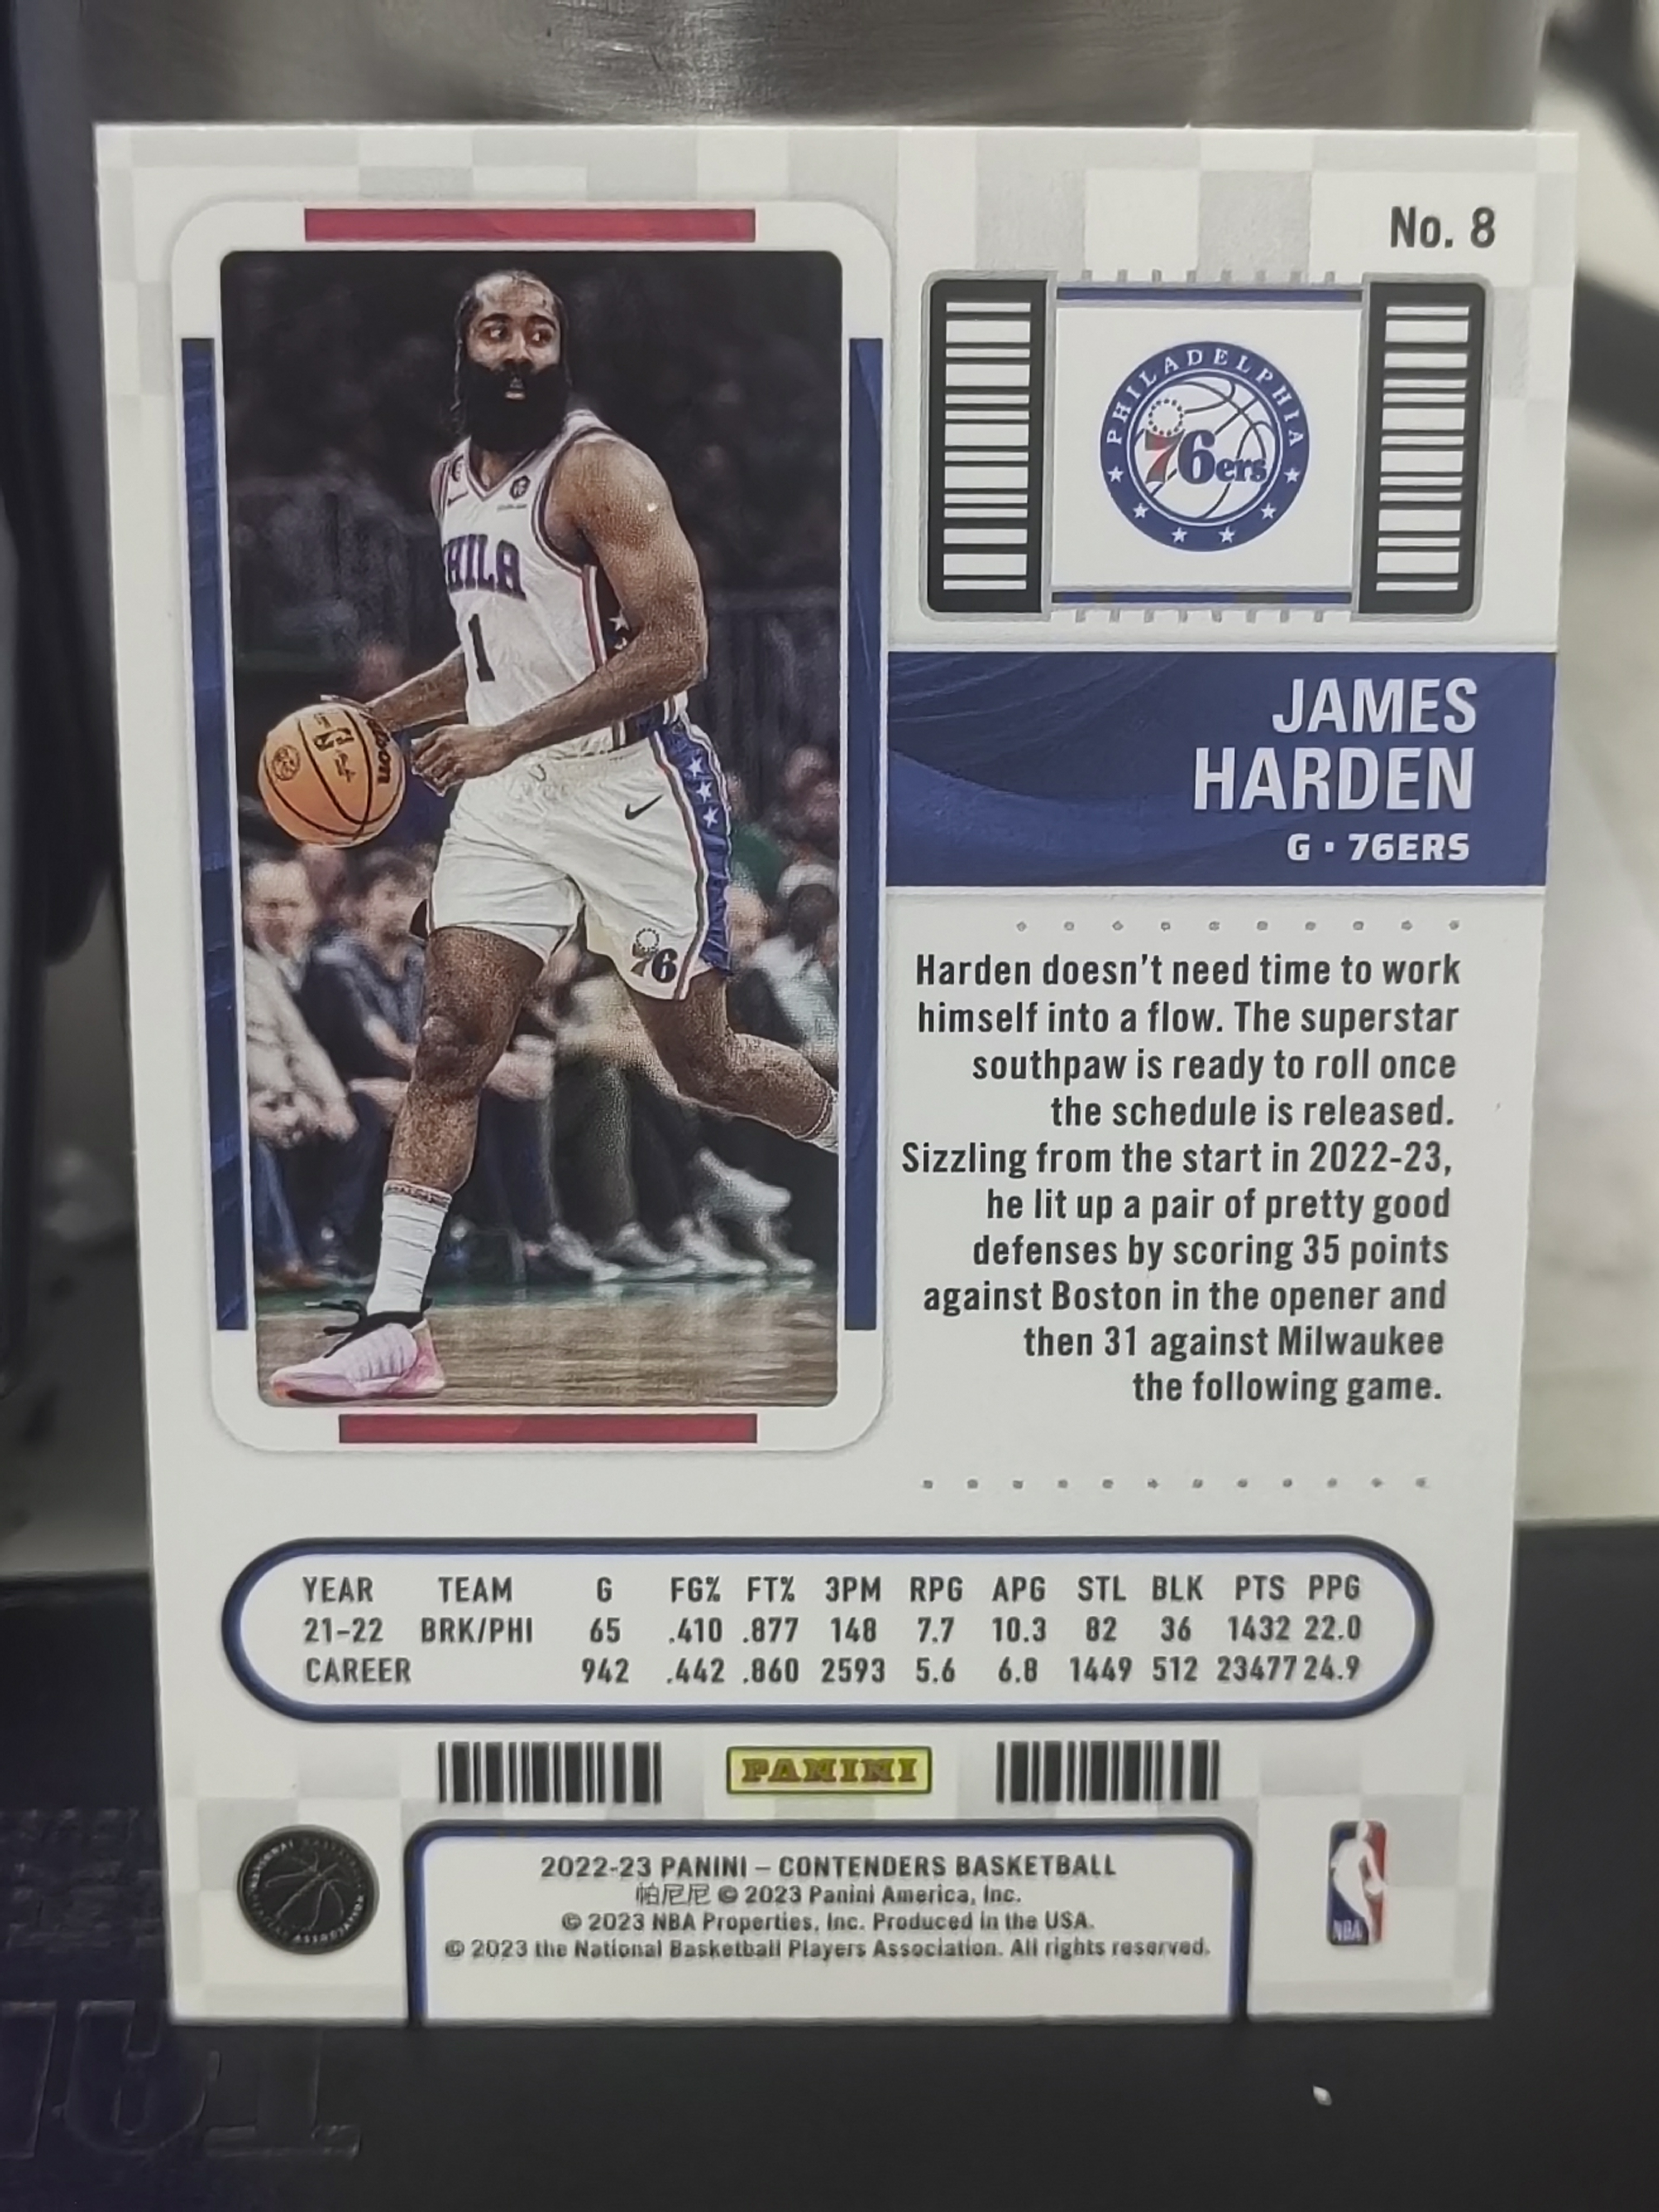 No. 8
PHILADELPHIA
76ers
JAMES
HARDEN
G · 76ERS
PHILA
1
wilson
76
Harden doesn't need time to work
himself into a flow. The superstar
southpaw is ready to roll once
the schedule is released.
Sizzling from the start in 2022-23,
he lit up a pair of pretty good
defenses by scoring 35 points
against Boston in the opener and
then 31 against Milwaukee
the following game.
YEAR TEAM G FG% FT% 3PM RPG APG STL BLK PTS PPG
21-22 BRK/PHI 65 .410 .877 148 7.7 10.3 82 36 1432 22.0
CAREER 942 .442 .860 2593 5.6 6.8 1449 512 23477 24.9
PANINI
2022-23 PANINI – CONTENDERS BASKETBALL
帕尼尼 © 2023 Panini America, Inc.
© 2023 NBA Properties, Inc. Produced in the USA.
© 2023 the National Basketball Players Association. All rights reserved.
NATIONAL BASKETBALL PLAYERS ASSOCIATION
NBA